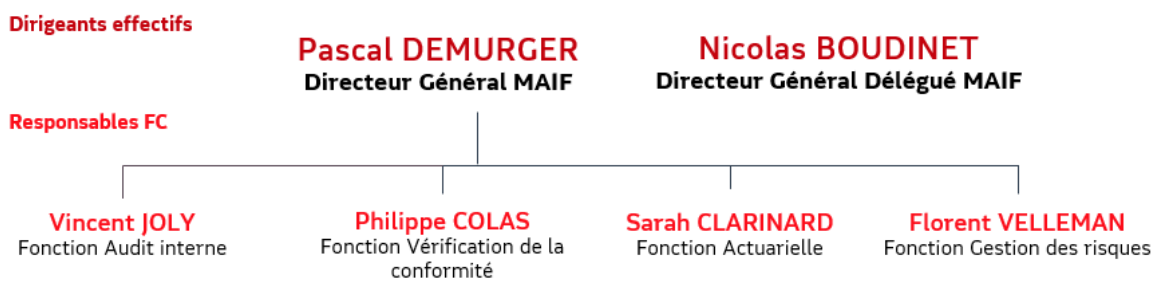 Dirigeants effectifs
Pascal DEMURGER
Directeur Général MAIF
Nicolas BOUDINET
Directeur Général Délégué MAIF
Responsables FC
Vincent JOLY
Fonction Audit interne
Philippe COLAS
Fonction Vérification de la
conformité
Sarah CLARINARD
Fonction Actuarielle
Florent VELLEMAN
Fonction Gestion des risques